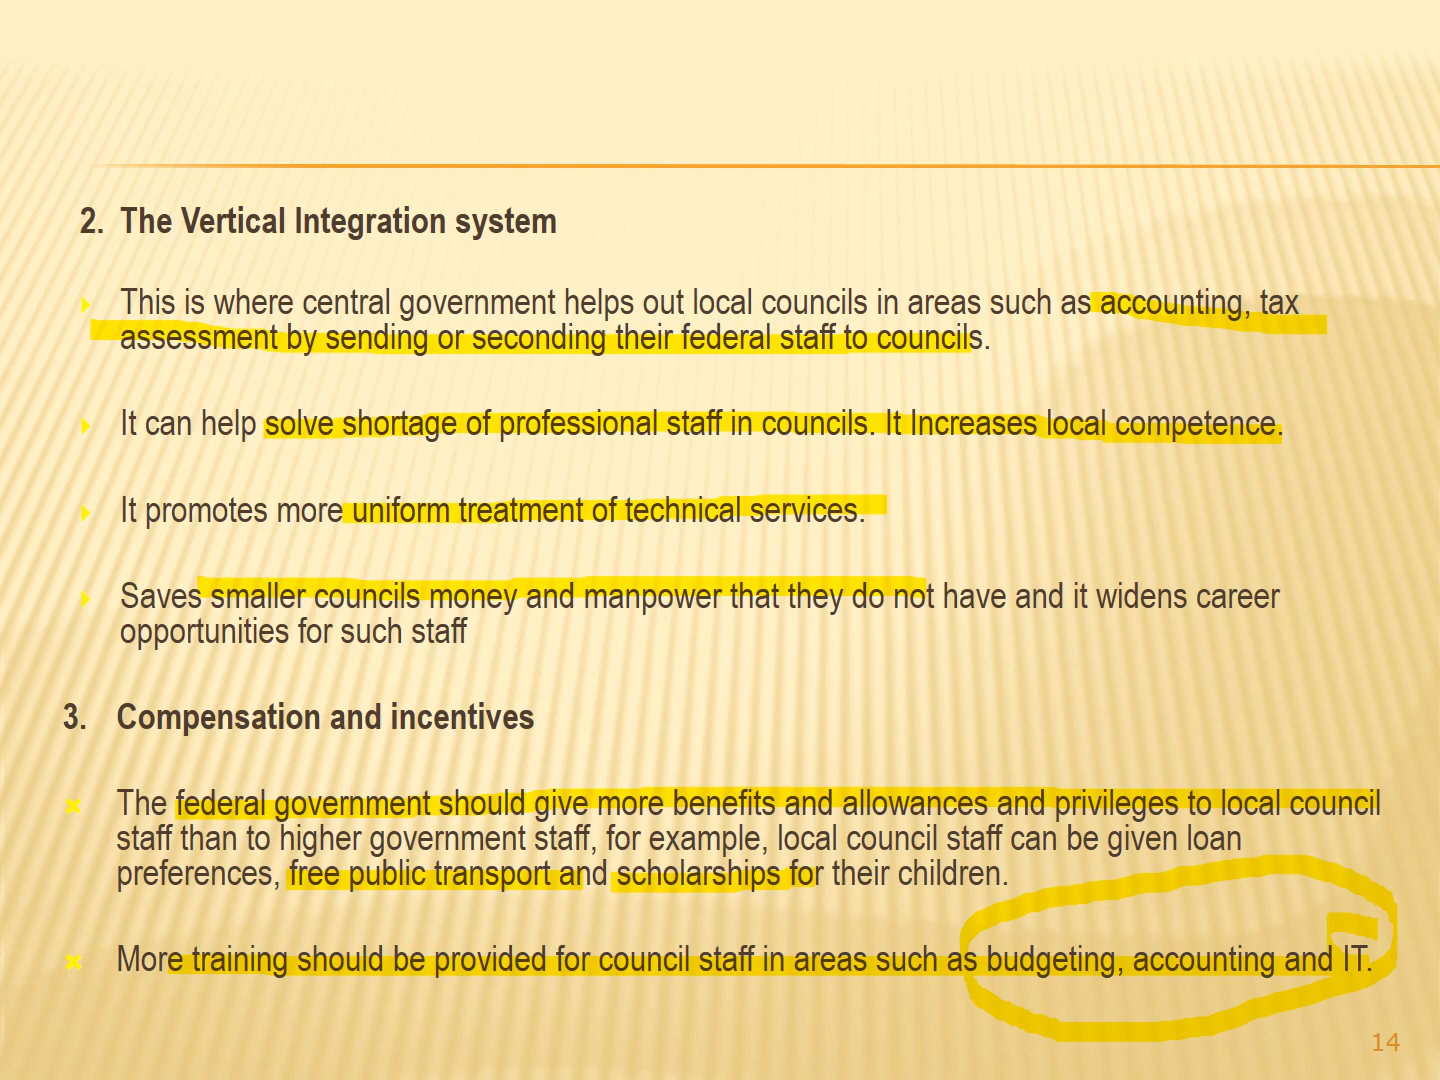 2. The Vertical Integration system
This is where central government helps out local councils in areas such as accounting, tax
assessment by sending or seconding their federal staff to councils.
It can help solve shortage of professional staff in councils. It Increases local competence.
It promotes more uniform treatment of technical services.
Saves smaller councils money and manpower that they do not have and it widens career
opportunities for such staff
3. Compensation and incentives
The federal government should give more benefits and allowances and privileges to local council
staff than to higher government staff, for example, local council staff can be given loan
preferences, free public transport and scholarships for their children.
More training should be provided for council staff in areas such as budgeting, accounting and IT.
14